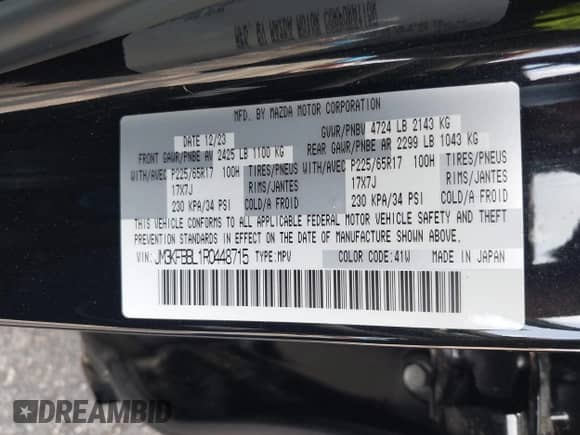 MFD. BY MAZDA MOTOR CORPORATION
DATE 12/23 GVWR/PNBV 4724 LB 2143 KG
FRONT GAWR/PNBE AV 2425 LB 1100 KG REAR GAWR/PNBE AR 2299 LB 1043 KG
WITH/AVEC P225/65R17 100H TIRES/PNEUS WITH/AVEC P225/65R17 100H TIRES/PNEUS
17X7J RIMS/JANTES 17X7J RIMS/JANTES
230 KPA/34 PSI COLD/A FROID 230 KPA/34 PSI COLD/A FROID
THIS VEHICLE CONFORMS TO ALL APPLICABLE FEDERAL MOTOR VEHICLE SAFETY AND THEFT
PREVENTION STANDARDS IN EFFECT ON THE DATE OF MANUFACTURE SHOWN ABOVE.
VIN: JM3KFBBL1R0448715 TYPE:MPV COLOR CODE:41W MADE IN JAPAN
DREAMBID